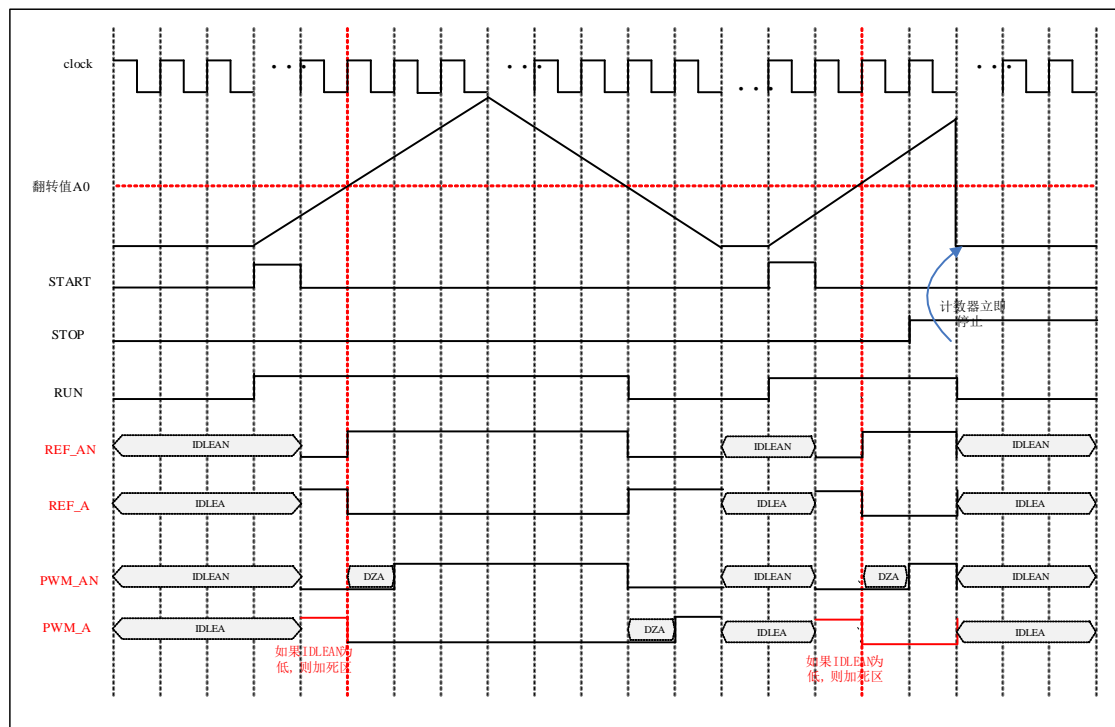 clock
翻转值A0
START
计数器立即
停止
STOP
RUN
REF_AN
IDLEAN
IDLEAN
IDLEAN
REF_A
IDLEA
IDLEA
IDLEA
PWM_AN
IDLEAN
DZA
IDLEAN
DZA
IDLEAN
PWM_A
IDLEA
DZA
IDLEA
IDLEA
如果IDLEAN为
低, 则加死区
如果IDLEAN为
低, 则加死区